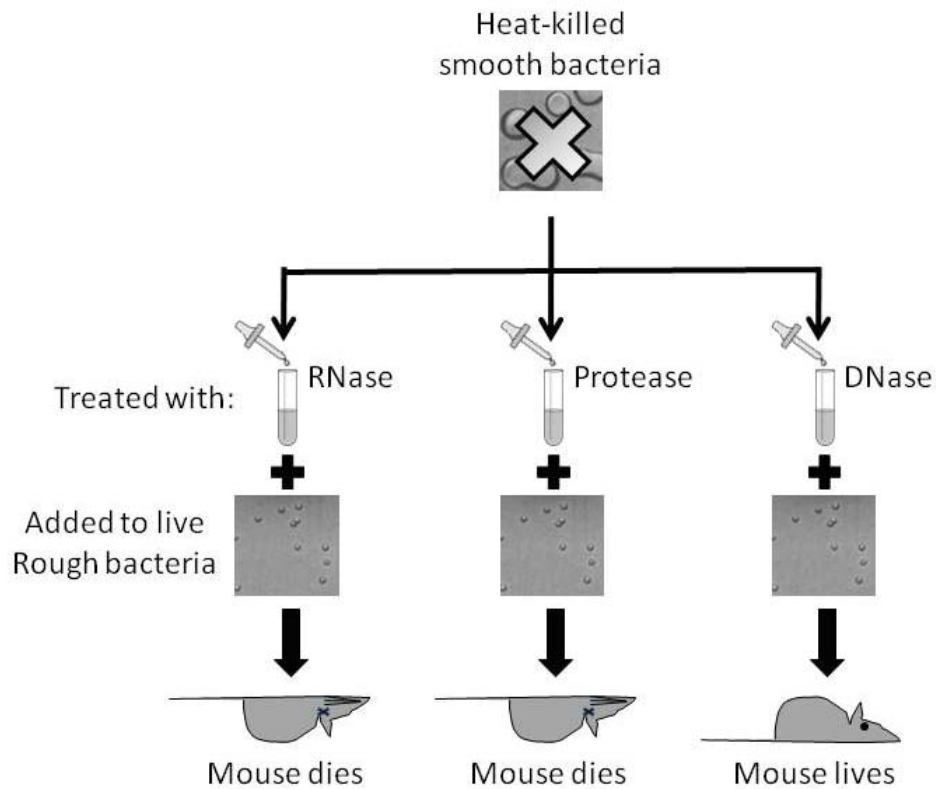 Heat-killed
smooth bacteria
Treated with:
RNase
Protease
DNase
Added to live
Rough bacteria
Mouse dies
Mouse dies
Mouse lives